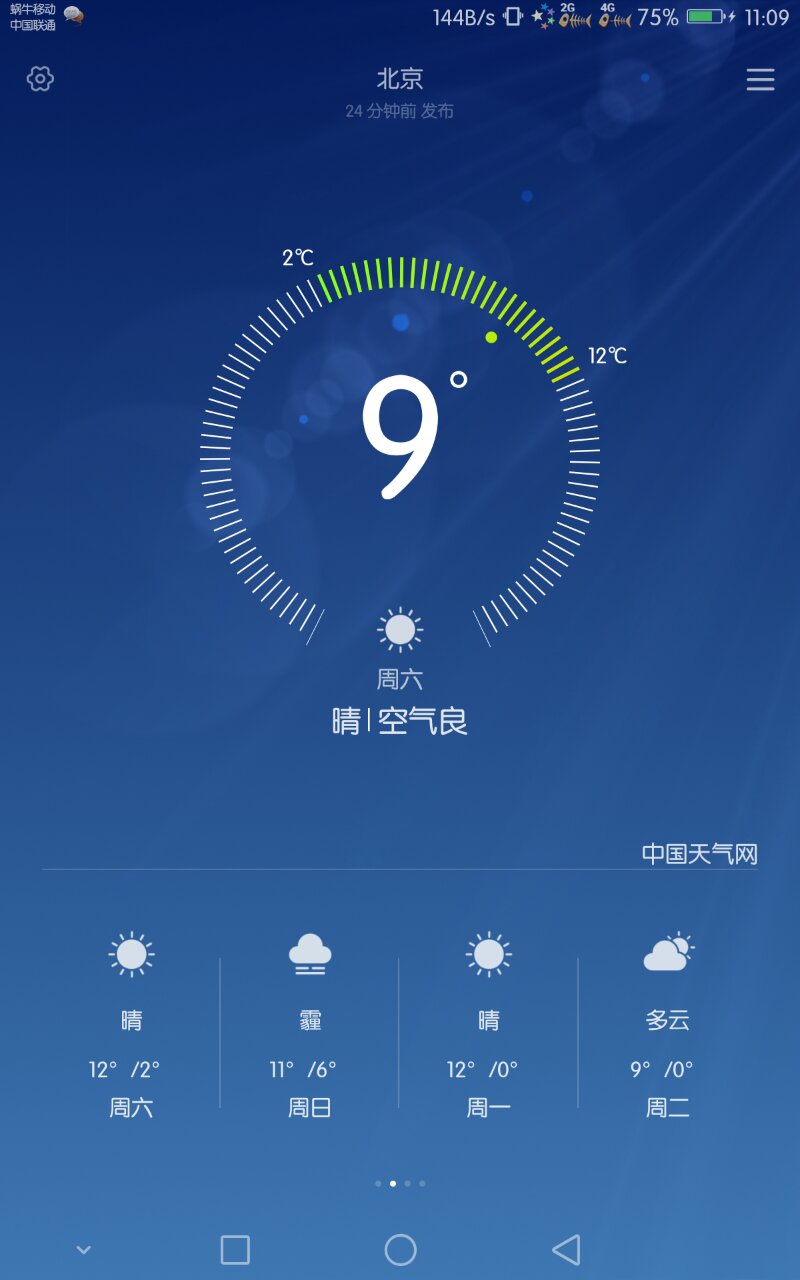 蜗牛移动
中国联通
144B/s 2G 4G 75% 11:09
北京
24 分钟前 发布
2℃
12℃
9°
周六
晴 | 空气良
中国天气网
晴 霾 晴 多云
12° /2° 11° /6° 12° /0° 9° /0°
周六 周日 周一 周二